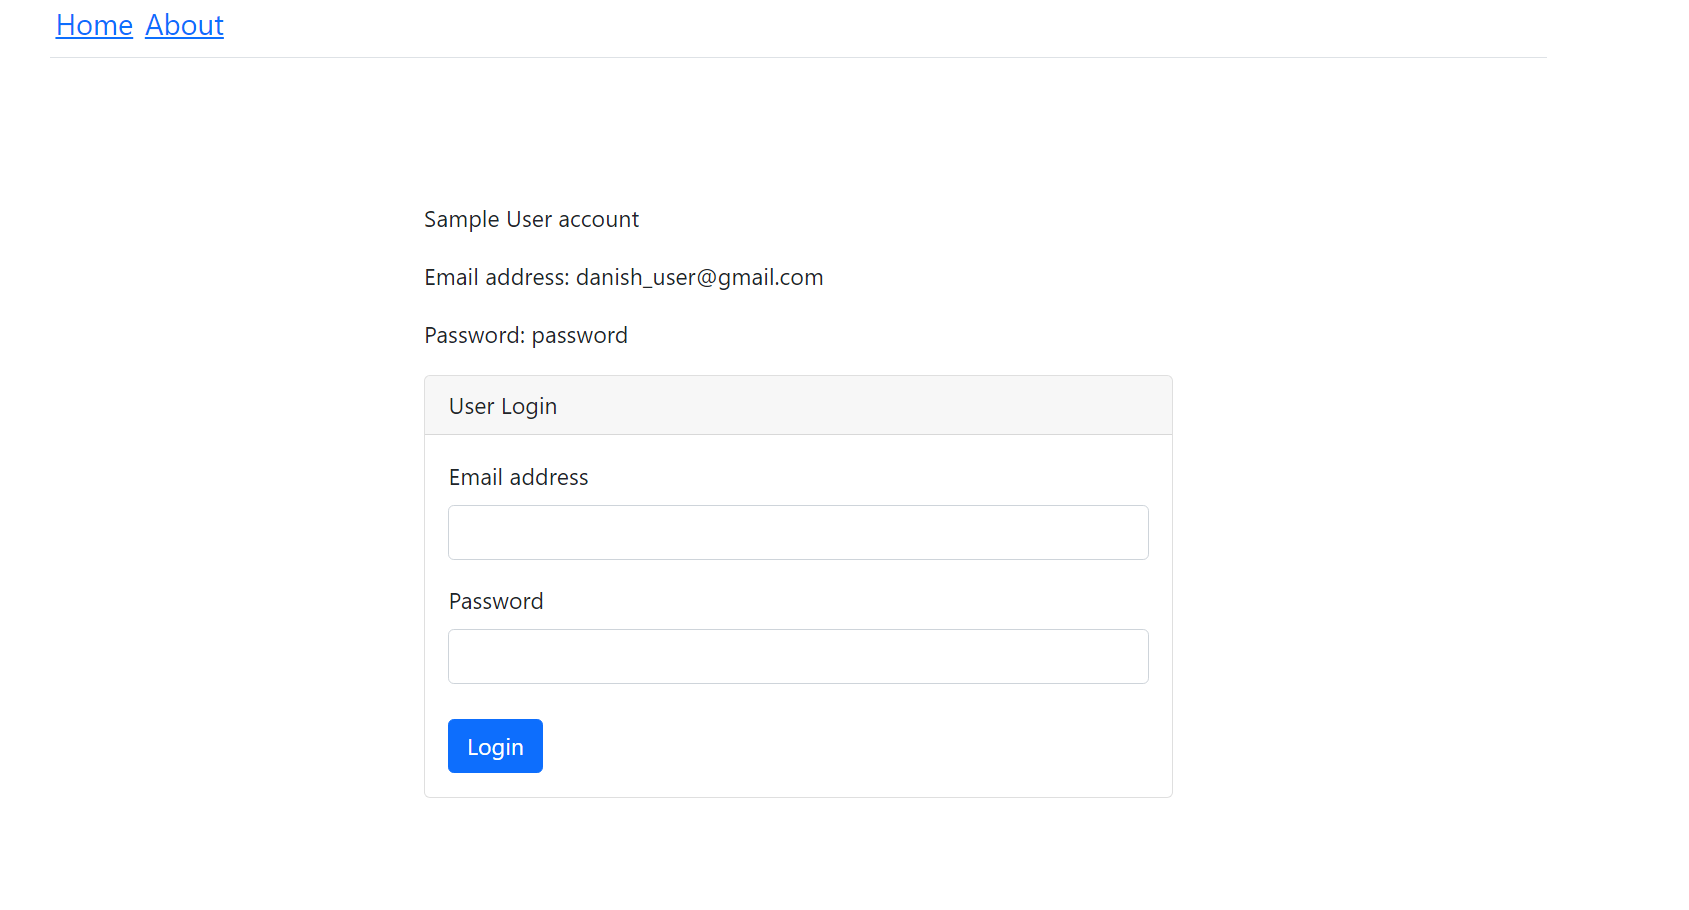 Home About
Sample User account
Email address: danish_user@gmail.com
Password: password
User Login
Email address
Password
Login